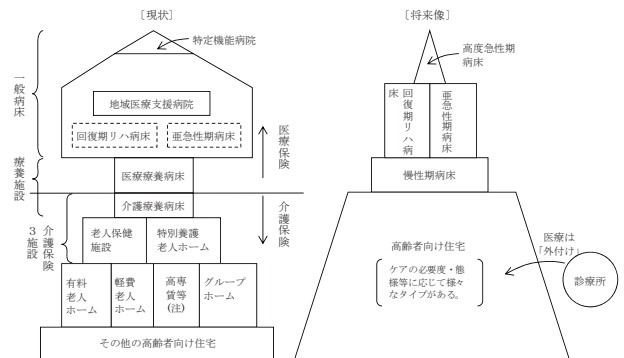 ［現状］
特定機能病院
一般病床
地域医療支援病院
回復期リハ病床
亜急性期病床
医療保険
療養施設
医療療養病床
介護療養病床
介護保険
介護保険
３施設
老人保健
施設
特別養護
老人ホーム
有料
老人
ホーム
軽費
老人
ホーム
高専
賃等
(注)
グループ
ホーム
その他の高齢者向け住宅
［将来像］
高度急性期
病床
回復期リハ病
床
亜急性期病床
慢性期病床
高齢者向け住宅
ケアの必要度・態
様等に応じて様々
なタイプがある。
医療は
「外付け」
診療所